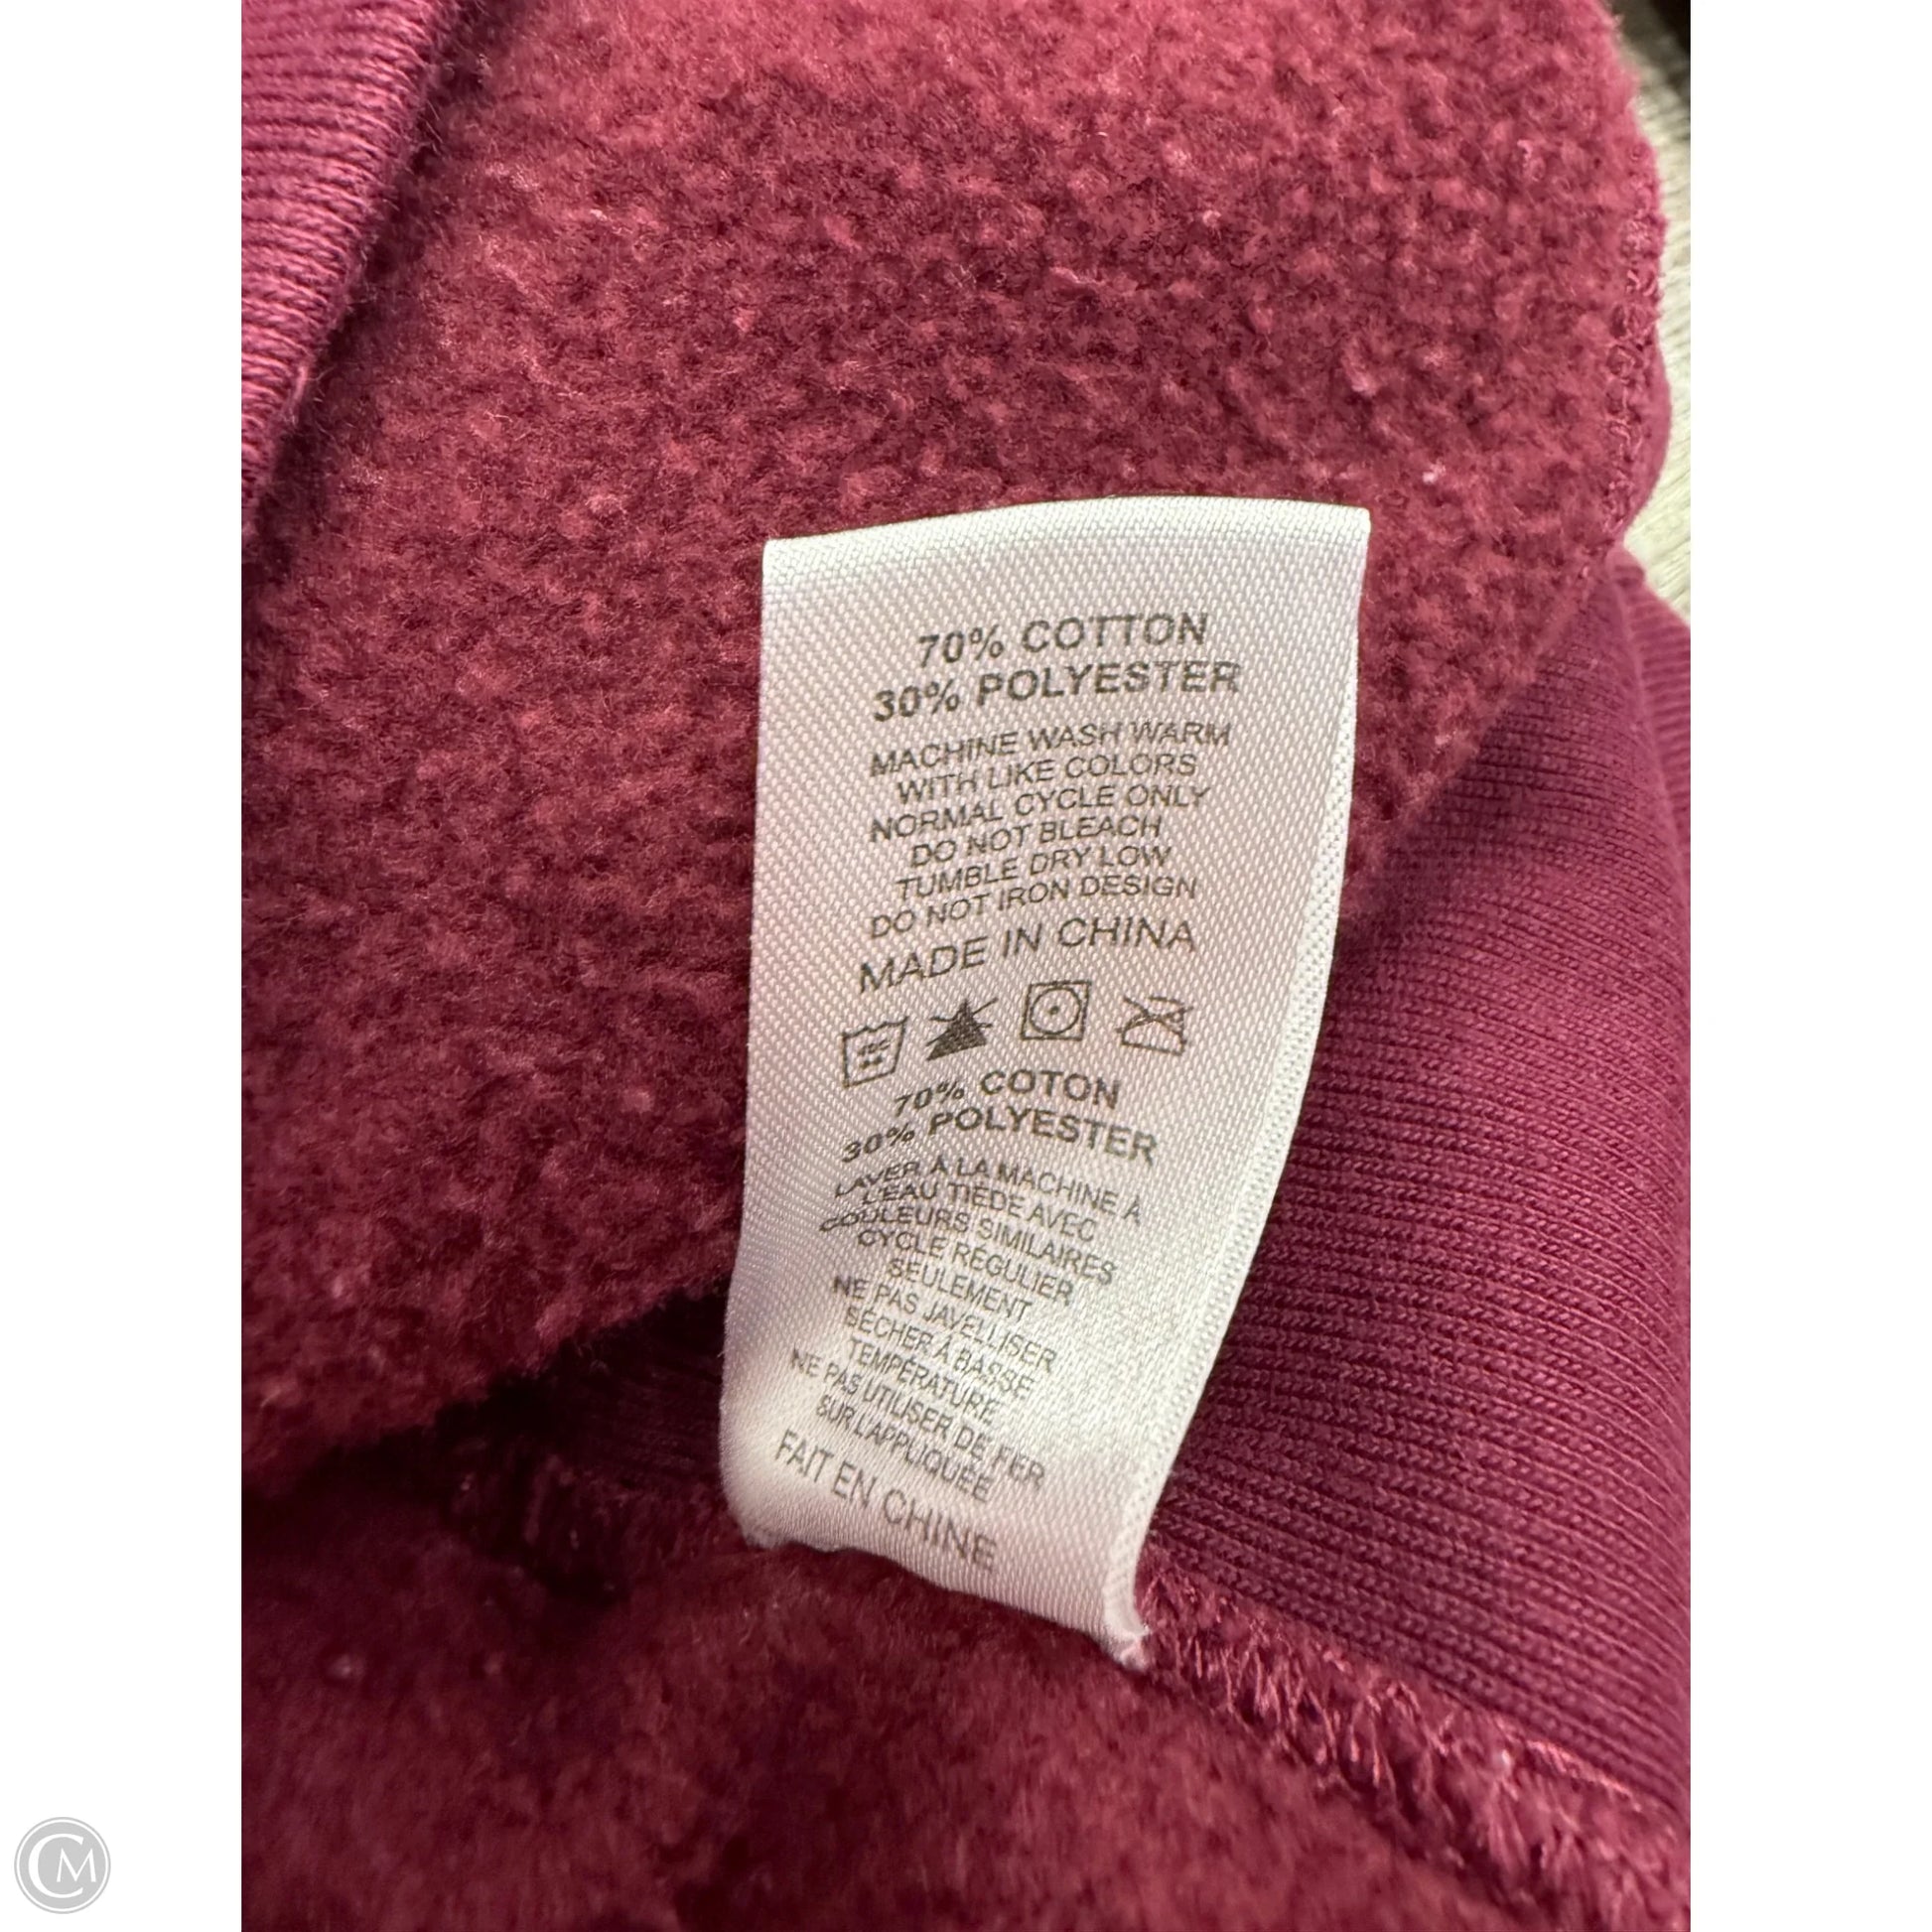 70% COTTON
30% POLYESTER
MACHINE WASH WARM
WITH LIKE COLORS
NORMAL CYCLE ONLY
DO NOT BLEACH
TUMBLE DRY LOW
DO NOT IRON DESIGN
MADE IN CHINA
70% COTON
30% POLYESTER
LAVER À LA MACHINE À
L'EAU TIEDE AVEC
COULEURS SIMILAIRES
CYCLE RÉGULIER
SEULEMENT
NE PAS JAVELLISER
SECHER À BASSE
TEMPÉRATURE
NE PAS UTILISER DE FER
SUR L'APPLIQUÉE
FAIT EN CHINE
CM